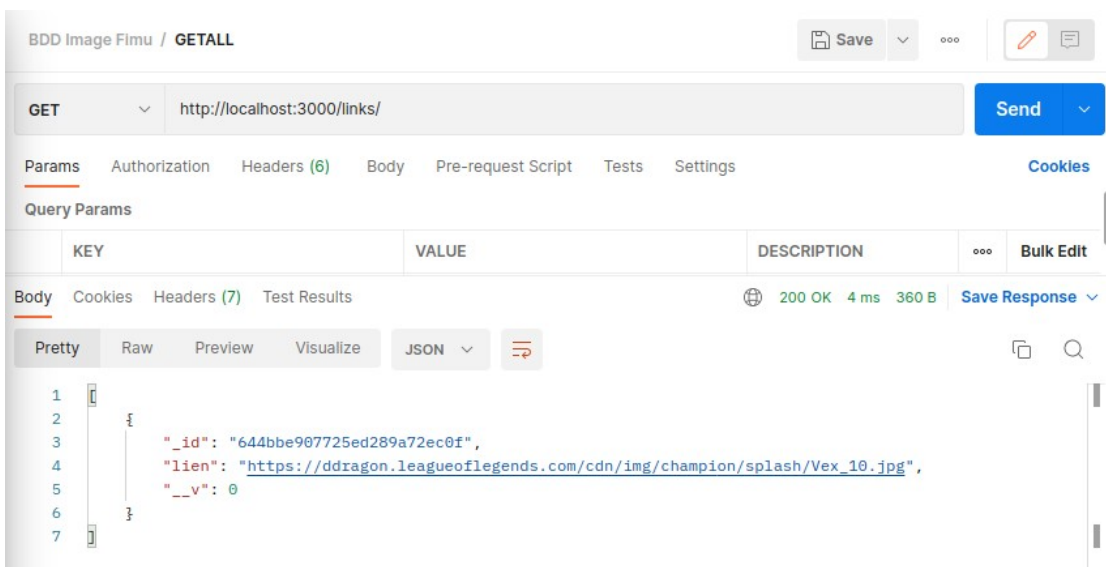 BDD Image Fimu / GETALL Save ooo
GET http://localhost:3000/links/ Send
Params Authorization Headers (6) Body Pre-request Script Tests Settings Cookies
Query Params
KEY VALUE DESCRIPTION ooo Bulk Edit
Body Cookies Headers (7) Test Results 200 OK 4 ms 360 B Save Response
Pretty Raw Preview Visualize JSON
1 [
2 {
3 "_id": "644bbe907725ed289a72ec0f",
4 "lien": "https://ddragon.leagueoflegends.com/cdn/img/champion/splash/Vex_10.jpg",
5 "__v": 0
6 }
7 ]